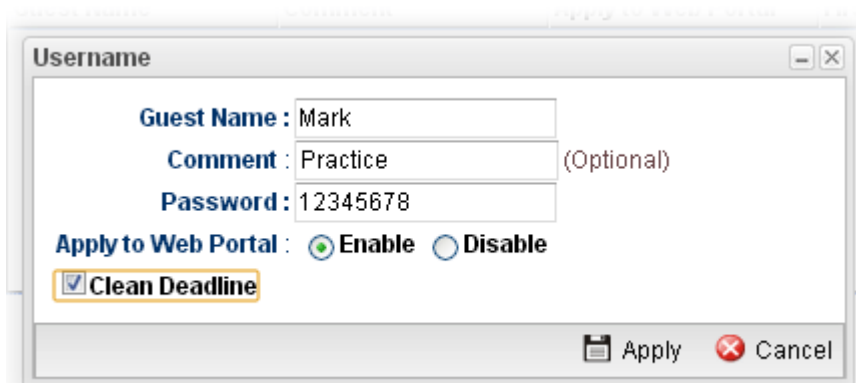 Username
Guest Name : Mark
Comment : Practice (Optional)
Password : 12345678
Apply to Web Portal : Enable Disable
Clean Deadline
Apply Cancel